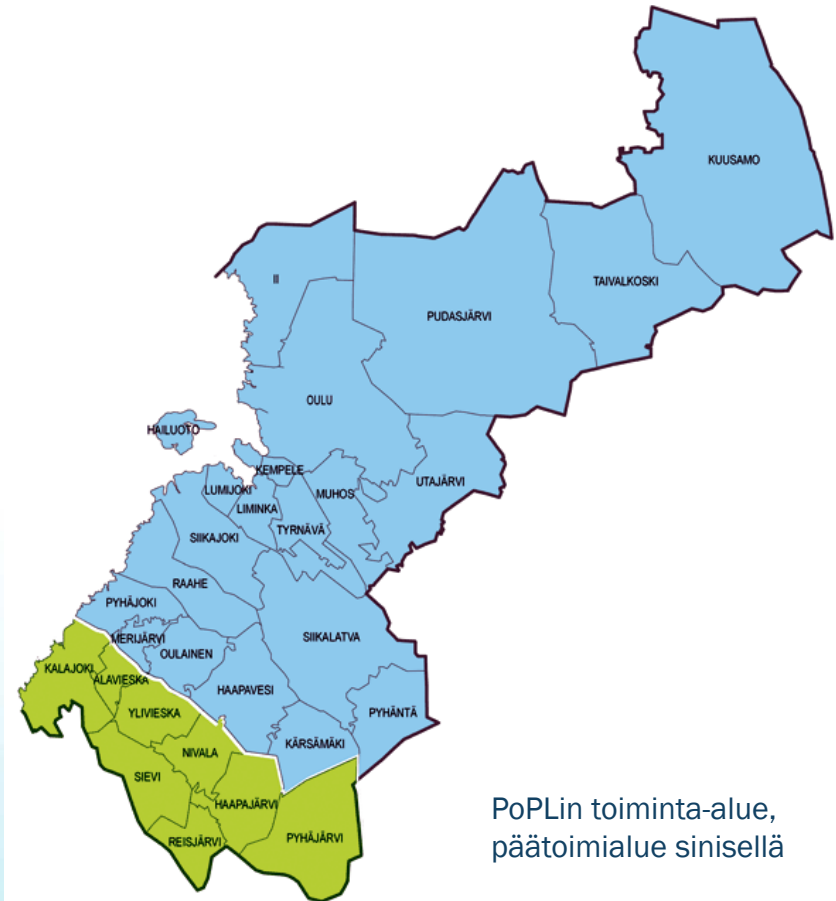 KUUSAMO
II
TAIVALKOSKI
PUDASJÄRVI
OULU
HAILUOTO
KEMPELE
UTAJÄRVI
LUMIJOKI
MUHOS
LIMINKA
TYRNÄVÄ
SIIKAJOKI
RAAHE
PYHÄJOKI
MERIJÄRVI
SIIKALATVA
OULAINEN
KALAJOKI
ALAVIESKA
HAAPAVESI
PYHÄNTÄ
YLIVIESKA
KÄRSÄMÄKI
NIVALA
SIEVI
HAAPAJÄRVI
REISJÄRVI
PYHÄJÄRVI
PoPLin toiminta-alue,
päätoimialue sinisellä